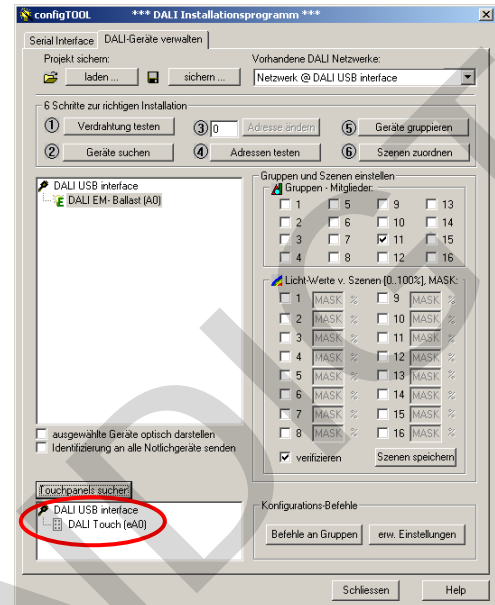 configTOOL *** DALI Installationsprogramm ***
Serial Interface DALI-Geräte verwalten
Projekt sichern: Vorhandene DALI Netzwerke:
laden ... sichern ... Netzwerk @ DALI USB interface
6 Schritte zur richtigen Installation
1 Verdrahtung testen 3 0 Adresse ändern 5 Geräte gruppieren
2 Geräte suchen 4 Adressen testen 6 Szenen zuordnen
DALI USB interface
DALI EM- Ballast (A0)
Gruppen und Szenen einstellen
Gruppen - Mitglieder:
1 5 9 13
2 6 10 14
3 7 11 15
4 8 12 16
Licht-Werte v. Szenen (0..100%), MASK:
1 MASK % 9 MASK %
2 MASK % 10 MASK %
3 MASK % 11 MASK %
4 MASK % 12 MASK %
5 MASK % 13 MASK %
6 MASK % 14 MASK %
7 MASK % 15 MASK %
8 MASK % 16 MASK %
verifizieren Szenen speichern
ausgewählte Geräte optisch darstellen
Identifizierung an alle Notlichgeräte senden
Touchpanels suchen
DALI USB interface
DALI Touch (eA0)
Konfigurations-Befehle
Befehle an Gruppen erw. Einstellungen
Schliessen Help